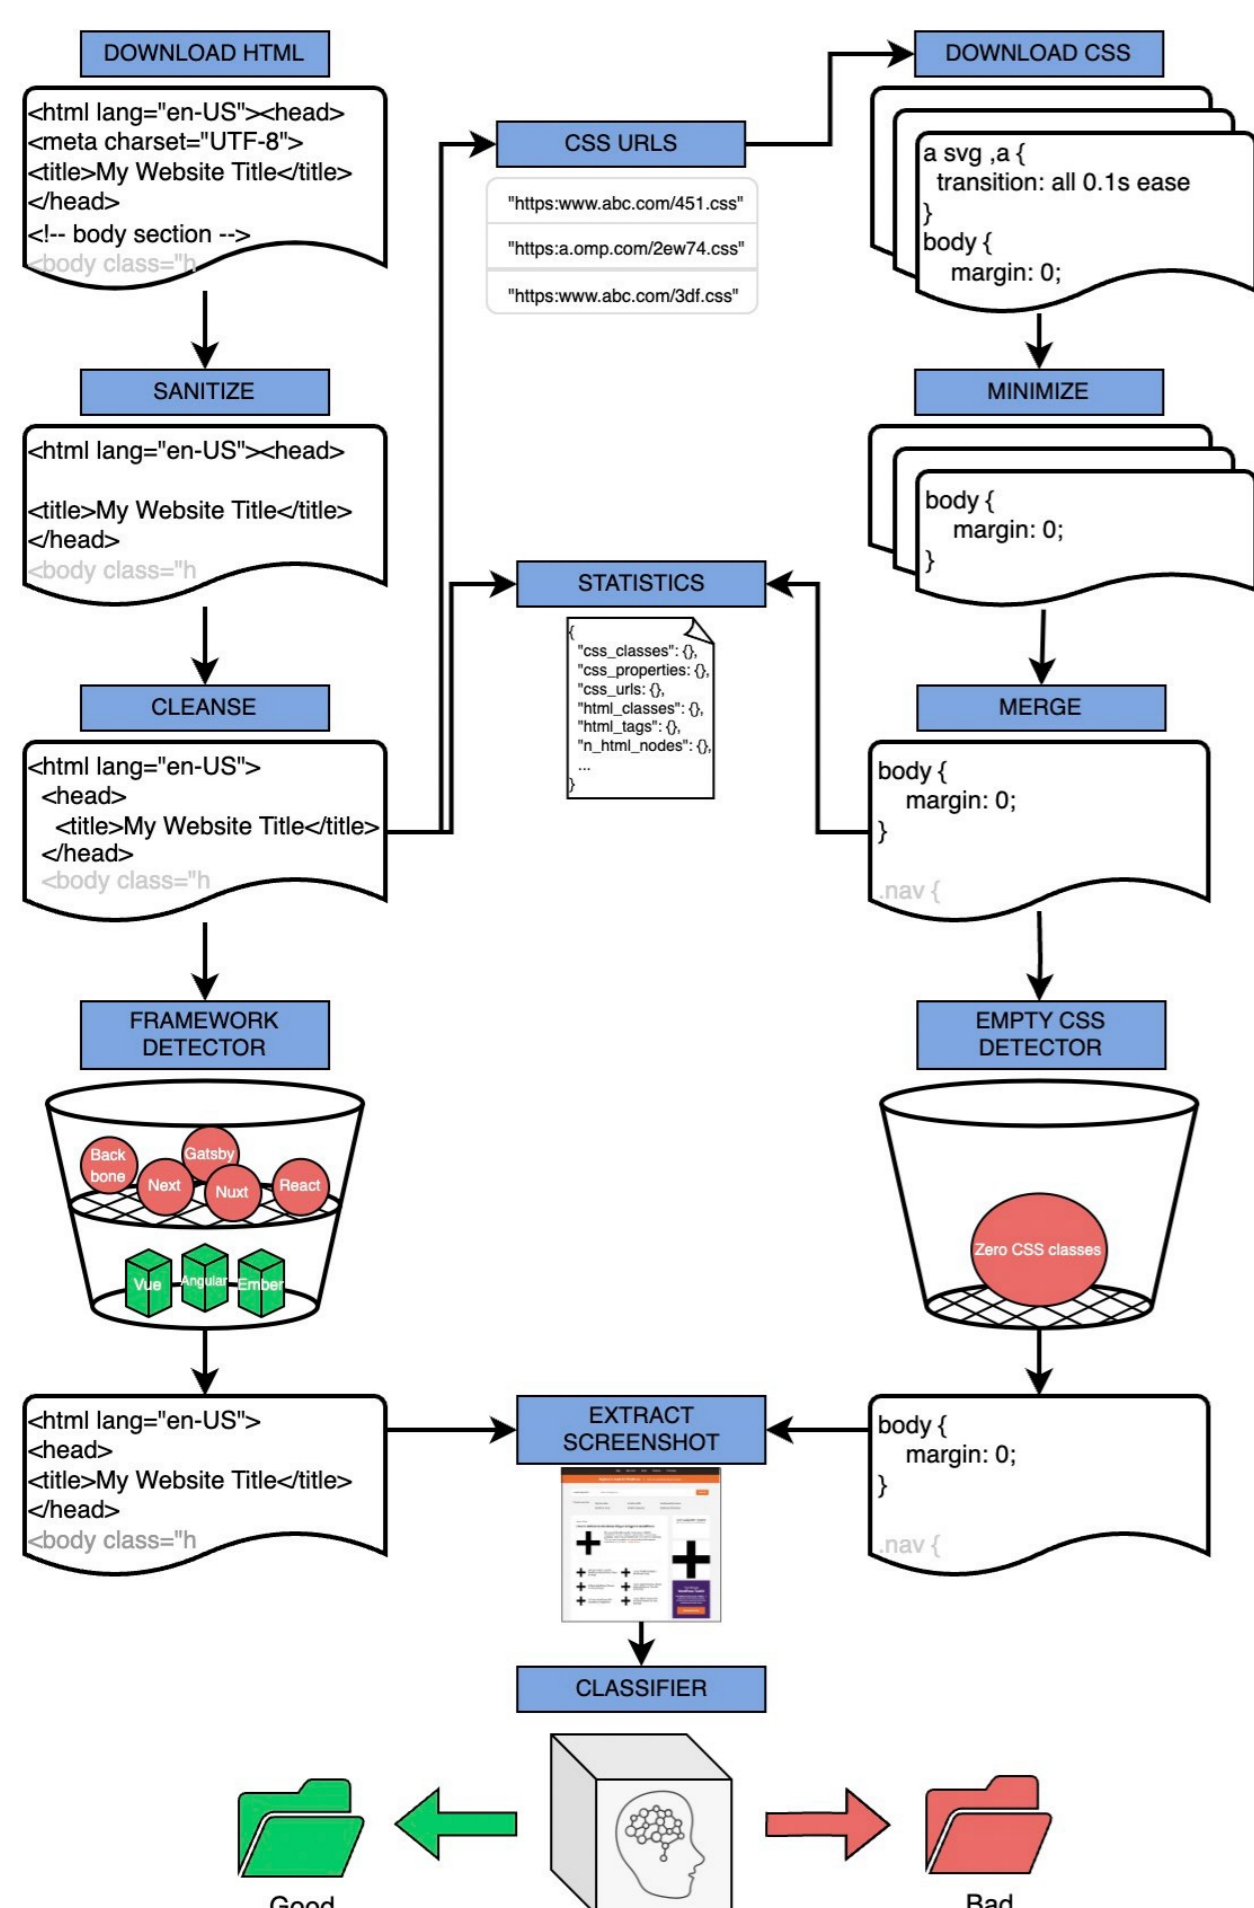 DOWNLOAD HTML
<html lang="en-US"><head>
<meta charset="UTF-8">
<title>My Website Title</title>
</head>
<!-- body section -->
<body class="h
SANITIZE
<html lang="en-US"><head>
<title>My Website Title</title>
</head>
<body class="h
CLEANSE
<html lang="en-US">
<head>
<title>My Website Title</title>
</head>
<body class="h
FRAMEWORK
DETECTOR
Back
bone
Gatsby
Next
Nuxt
React
Vue
Angular
Ember
<html lang="en-US">
<head>
<title>My Website Title</title>
</head>
<body class="h
CSS URLS
"https:www.abc.com/451.css"
"https:a.omp.com/2ew74.css"
"https:www.abc.com/3df.css"
STATISTICS
{
"css_classes": {},
"css_properties: {},
"css_urls: {},
"html_classes": {},
"html_tags": {},
"n_html_nodes": {},
...
}
DOWNLOAD CSS
a svg ,a {
transition: all 0.1s ease
}
body {
margin: 0;
MINIMIZE
body {
margin: 0;
}
MERGE
body {
margin: 0;
}
.nav {
EMPTY CSS
DETECTOR
Zero CSS classes
body {
margin: 0;
}
.nav {
EXTRACT
SCREENSHOT
CLASSIFIER
Good
Bad